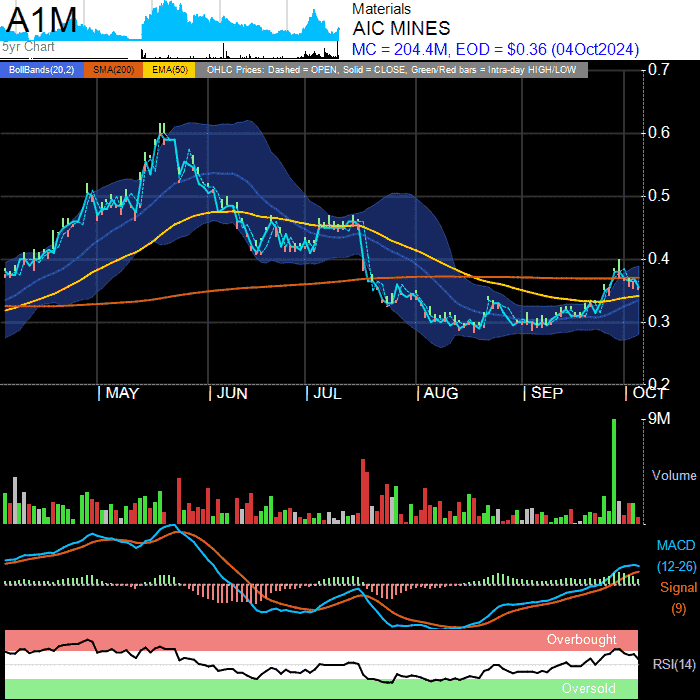 A1M
5yr Chart
Materials
AIC MINES
MC = 204.4M, EOD = $0.36 (04Oct2024)
BollBands(20,2) SMA(200) EMA(50) OHLC Prices: Dashed = OPEN, Solid = CLOSE, Green/Red bars = Intra-day HIGH/LOW
0.7
0.6
0.5
0.4
0.3
0.2
MAY JUN JUL AUG SEP OCT
9M
Volume
MACD
(12-26)
Signal
(9)
Overbought
RSI(14)
Oversold